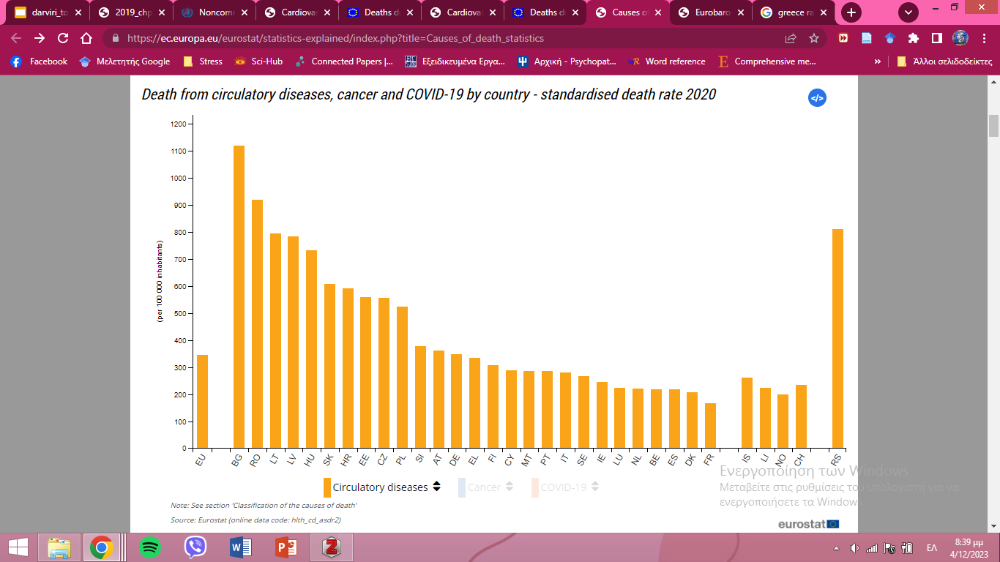 darviri_to
2019_chp
Noncomm
Cardiova
Deaths d
Cardiova
Deaths d
Causes o
Eurobaro
greece ra
https://ec.europa.eu/eurostat/statistics-explained/index.php?title=Causes_of_death_statistics
Facebook
Μελετητής Google
Stress
Sci-Hub
Connected Papers |...
Εξειδικευμένα Εργα...
Αρχική - Psychopat...
Word reference
Comprehensive me...
»
Άλλοι σελιδοδείκτες
Death from circulatory diseases, cancer and COVID-19 by country - standardised death rate 2020
(per 100 000 inhabitants)
1200
1100
1000
900
800
700
600
500
400
300
200
100
0
EU BG RO LT LV HU SK HR EE CZ PL SI AT DE EL FI CY MT PT IT SE IE LU NL BE ES DK FR IS LI NO CH RS
Circulatory diseases Cancer COVID-19
Note: See section 'Classification of the causes of death'
Source: Eurostat (online data code: hlth_cd_asdr2)
eurostat
Ενεργοποίηση των Windows
Μεταβείτε στις ρυθμίσεις του υπολογιστή για να
ενεργοποιήσετε τα Windows.
ΕΛ
8:39 μμ
4/12/2023